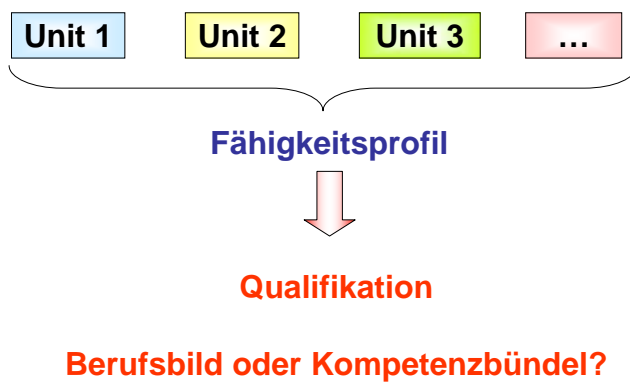 Unit 1 Unit 2 Unit 3 …
Fähigkeitsprofil
Qualifikation
Berufsbild oder Kompetenzbündel?